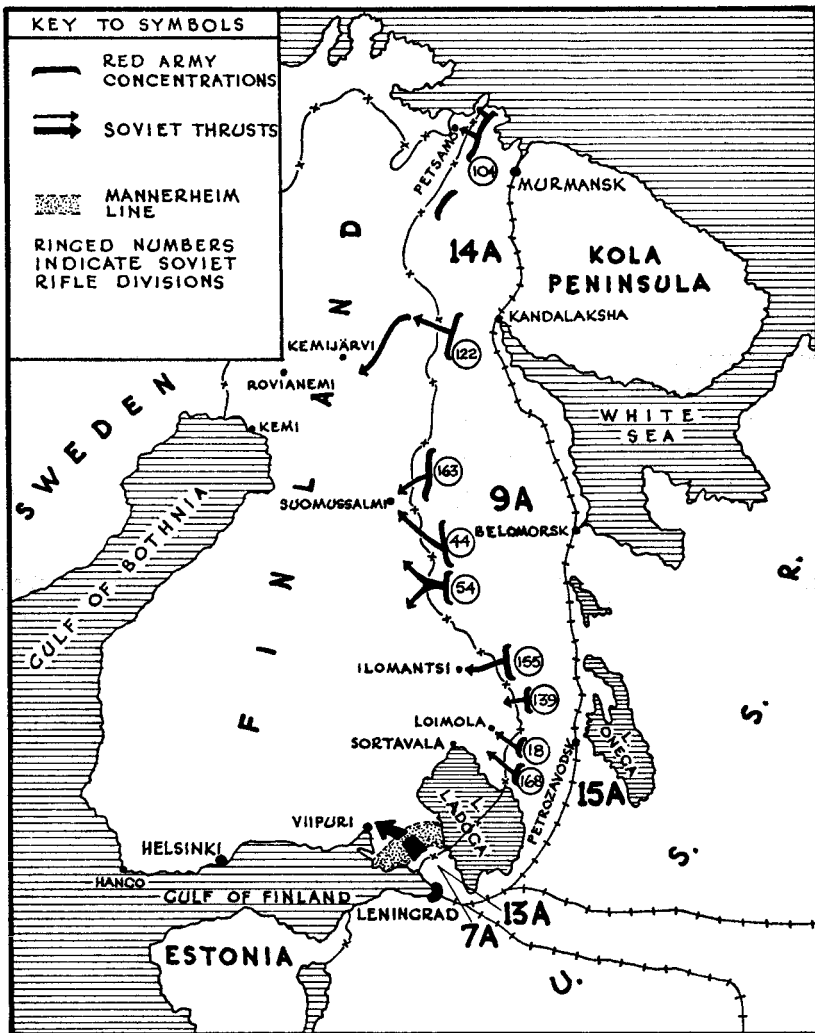 KEY TO SYMBOLS
RED ARMY
CONCENTRATIONS
SOVIET THRUSTS
MANNERHEIM
LINE
RINGED NUMBERS
INDICATE SOVIET
RIFLE DIVISIONS
PETSAMO
104
MURMANSK
14A
KOLA
PENINSULA
KANDALAKSHA
122
KEMIJÄRVI
ROVIANEMI
KEMI
SWEDEN
WHITE
SEA
163
SUOMUSSALMI
9A
BELOMORSK
44
54
GULF OF BOTHNIA
FINLAND
155
ILOMANTSI
139
LOIMOLA
18
SORTAVALA
168
L. ONEGA
PETROZAVODSK
15A
L. LADOGA
VIIPURI
HELSINKI
HANGO
GULF OF FINLAND
LENINGRAD
13A
7A
ESTONIA
U. S. S. R.